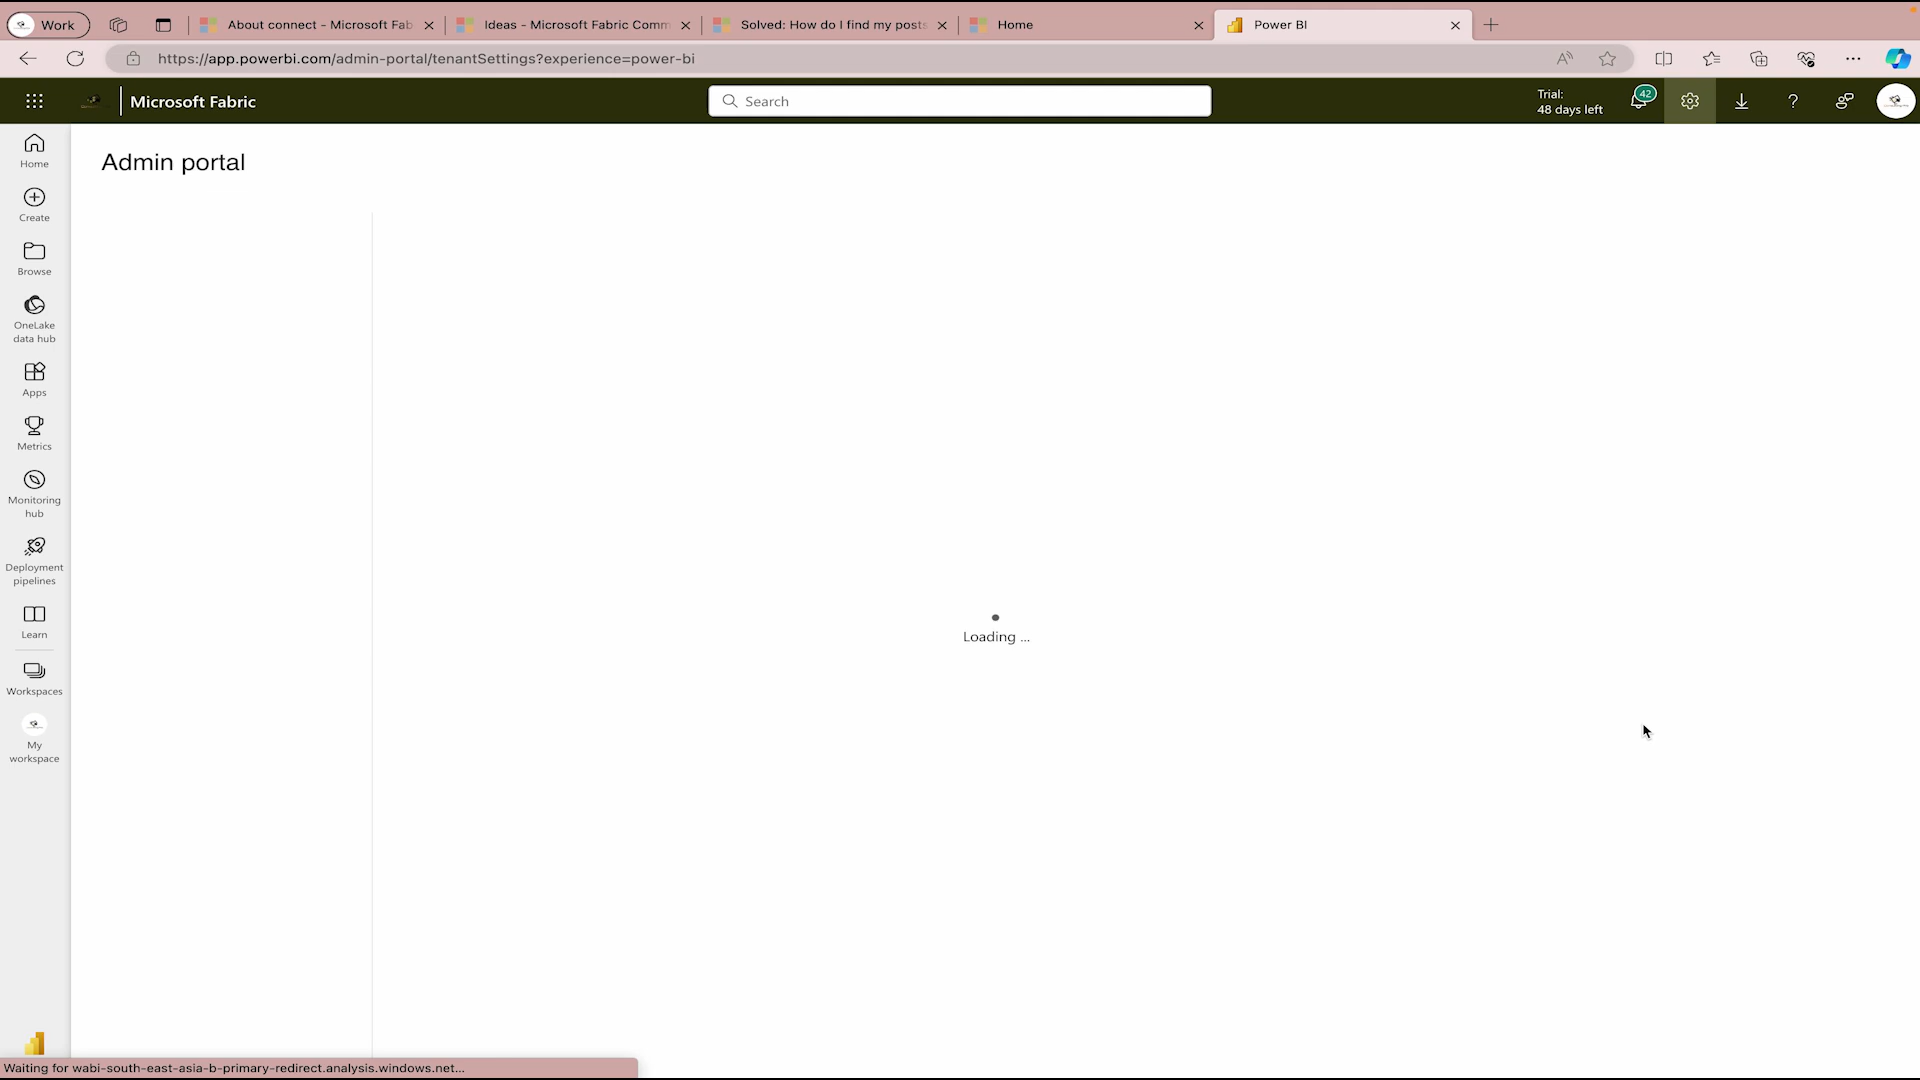 Work
About connect - Microsoft Fab
Ideas - Microsoft Fabric Comm
Solved: How do I find my posts
Home
Power BI
https://app.powerbi.com/admin-portal/tenantSettings?experience=power-bi
Microsoft Fabric
Search
Trial:
48 days left
42
Home
Create
Browse
OneLake
data hub
Apps
Metrics
Monitoring
hub
Deployment
pipelines
Learn
Workspaces
My
workspace
Admin portal
Loading ...
Waiting for wabi-south-east-asia-b-primary-redirect.analysis.windows.net...